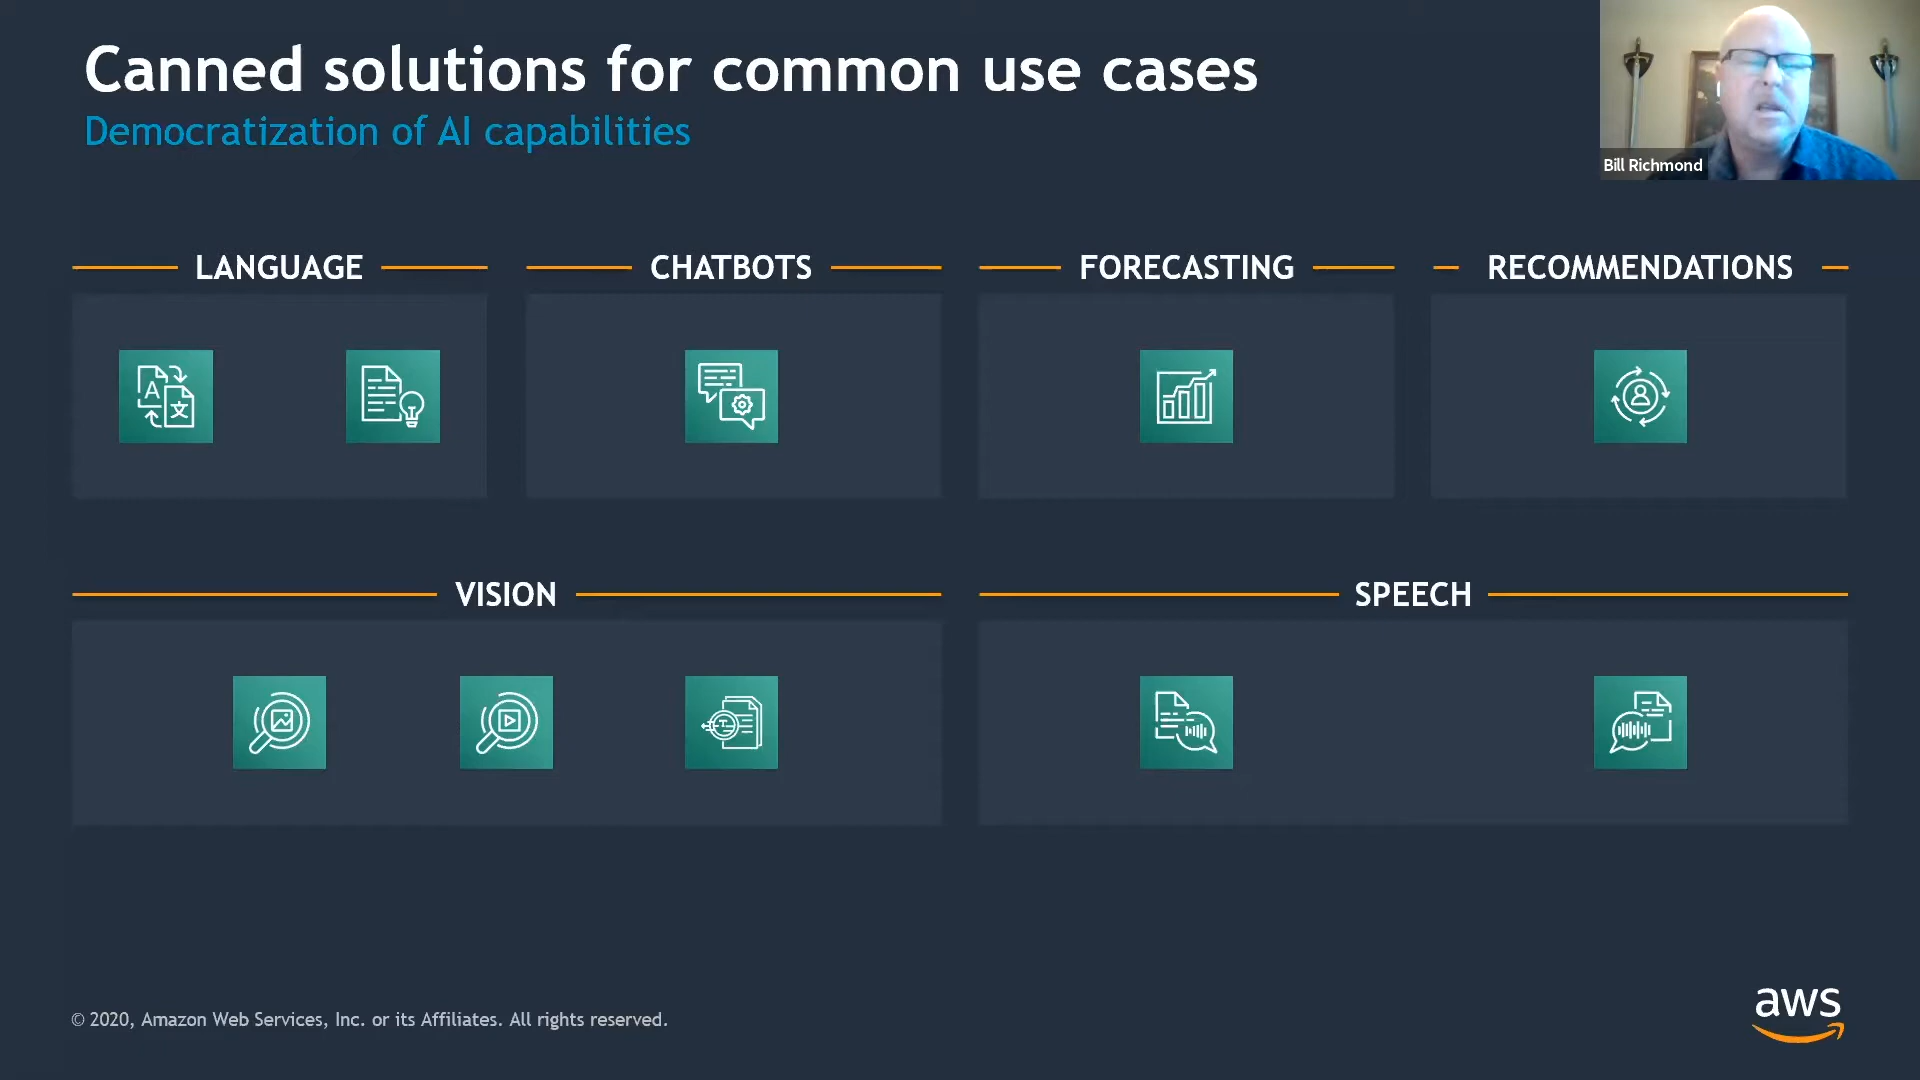 Canned solutions for common use cases
Democratization of AI capabilities
Bill Richmond
LANGUAGE
CHATBOTS
FORECASTING
RECOMMENDATIONS
A
文
VISION
SPEECH
© 2020, Amazon Web Services, Inc. or its Affiliates. All rights reserved.
aws